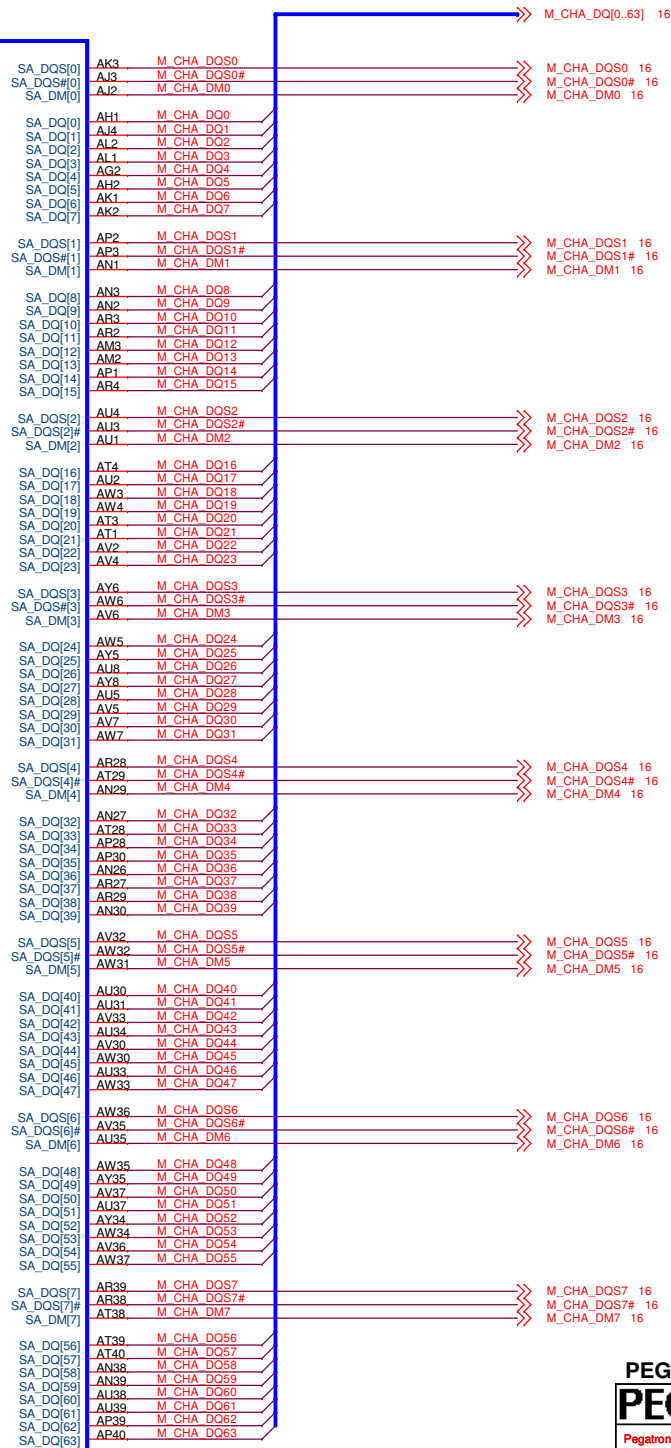 M_CHA_DQ[0..63] 16
SA_DQS[0] AK3 M_CHA_DQS0 M_CHA_DQS0 16
SA_DQS#[0] AJ3 M_CHA_DQS0# M_CHA_DQS0# 16
SA_DM[0] AJ2 M_CHA_DM0 M_CHA_DM0 16
SA_DQ[0] AH1 M_CHA_DQ0
SA_DQ[1] AJ4 M_CHA_DQ1
SA_DQ[2] AL2 M_CHA_DQ2
SA_DQ[3] AL1 M_CHA_DQ3
SA_DQ[4] AG2 M_CHA_DQ4
SA_DQ[5] AH2 M_CHA_DQ5
SA_DQ[6] AK1 M_CHA_DQ6
SA_DQ[7] AK2 M_CHA_DQ7
SA_DQS[1] AP2 M_CHA_DQS1 M_CHA_DQS1 16
SA_DQS#[1] AP3 M_CHA_DQS1# M_CHA_DQS1# 16
SA_DM[1] AN1 M_CHA_DM1 M_CHA_DM1 16
SA_DQ[8] AN3 M_CHA_DQ8
SA_DQ[9] AN2 M_CHA_DQ9
SA_DQ[10] AR3 M_CHA_DQ10
SA_DQ[11] AR2 M_CHA_DQ11
SA_DQ[12] AM3 M_CHA_DQ12
SA_DQ[13] AM2 M_CHA_DQ13
SA_DQ[14] AP1 M_CHA_DQ14
SA_DQ[15] AR4 M_CHA_DQ15
SA_DQS[2] AU4 M_CHA_DQS2 M_CHA_DQS2 16
SA_DQS[2]# AU3 M_CHA_DQS2# M_CHA_DQS2# 16
SA_DM[2] AU1 M_CHA_DM2 M_CHA_DM2 16
SA_DQ[16] AT4 M_CHA_DQ16
SA_DQ[17] AU2 M_CHA_DQ17
SA_DQ[18] AW3 M_CHA_DQ18
SA_DQ[19] AW4 M_CHA_DQ19
SA_DQ[20] AT3 M_CHA_DQ20
SA_DQ[21] AT1 M_CHA_DQ21
SA_DQ[22] AV2 M_CHA_DQ22
SA_DQ[23] AV4 M_CHA_DQ23
SA_DQS[3] AY6 M_CHA_DQS3 M_CHA_DQS3 16
SA_DQS#[3] AW6 M_CHA_DQS3# M_CHA_DQS3# 16
SA_DM[3] AV6 M_CHA_DM3 M_CHA_DM3 16
SA_DQ[24] AW5 M_CHA_DQ24
SA_DQ[25] AY5 M_CHA_DQ25
SA_DQ[26] AU8 M_CHA_DQ26
SA_DQ[27] AY8 M_CHA_DQ27
SA_DQ[28] AU5 M_CHA_DQ28
SA_DQ[29] AV5 M_CHA_DQ29
SA_DQ[30] AV7 M_CHA_DQ30
SA_DQ[31] AW7 M_CHA_DQ31
SA_DQS[4] AR28 M_CHA_DQS4 M_CHA_DQS4 16
SA_DQS[4]# AT29 M_CHA_DQS4# M_CHA_DQS4# 16
SA_DM[4] AN29 M_CHA_DM4 M_CHA_DM4 16
SA_DQ[32] AN27 M_CHA_DQ32
SA_DQ[33] AT28 M_CHA_DQ33
SA_DQ[34] AP28 M_CHA_DQ34
SA_DQ[35] AP30 M_CHA_DQ35
SA_DQ[36] AN26 M_CHA_DQ36
SA_DQ[37] AR27 M_CHA_DQ37
SA_DQ[38] AR29 M_CHA_DQ38
SA_DQ[39] AN30 M_CHA_DQ39
SA_DQS[5] AV32 M_CHA_DQS5 M_CHA_DQS5 16
SA_DQS[5]# AW32 M_CHA_DQS5# M_CHA_DQS5# 16
SA_DM[5] AW31 M_CHA_DM5 M_CHA_DM5 16
SA_DQ[40] AU30 M_CHA_DQ40
SA_DQ[41] AU31 M_CHA_DQ41
SA_DQ[42] AV33 M_CHA_DQ42
SA_DQ[43] AU34 M_CHA_DQ43
SA_DQ[44] AV30 M_CHA_DQ44
SA_DQ[45] AW30 M_CHA_DQ45
SA_DQ[46] AU33 M_CHA_DQ46
SA_DQ[47] AW33 M_CHA_DQ47
SA_DQS[6] AW36 M_CHA_DQS6 M_CHA_DQS6 16
SA_DQS[6]# AV35 M_CHA_DQS6# M_CHA_DQS6# 16
SA_DM[6] AU35 M_CHA_DM6 M_CHA_DM6 16
SA_DQ[48] AW35 M_CHA_DQ48
SA_DQ[49] AY35 M_CHA_DQ49
SA_DQ[50] AV37 M_CHA_DQ50
SA_DQ[51] AU37 M_CHA_DQ51
SA_DQ[52] AY34 M_CHA_DQ52
SA_DQ[53] AW34 M_CHA_DQ53
SA_DQ[54] AV36 M_CHA_DQ54
SA_DQ[55] AW37 M_CHA_DQ55
SA_DQS[7] AR39 M_CHA_DQS7 M_CHA_DQS7 16
SA_DQS[7]# AR38 M_CHA_DQS7# M_CHA_DQS7# 16
SA_DM[7] AT38 M_CHA_DM7 M_CHA_DM7 16
SA_DQ[56] AT39 M_CHA_DQ56
SA_DQ[57] AT40 M_CHA_DQ57
SA_DQ[58] AN38 M_CHA_DQ58
SA_DQ[59] AN39 M_CHA_DQ59
SA_DQ[60] AU38 M_CHA_DQ60
SA_DQ[61] AU39 M_CHA_DQ61
SA_DQ[62] AP39 M_CHA_DQ62
SA_DQ[63] AP40 M_CHA_DQ63
PEG
Pegatron